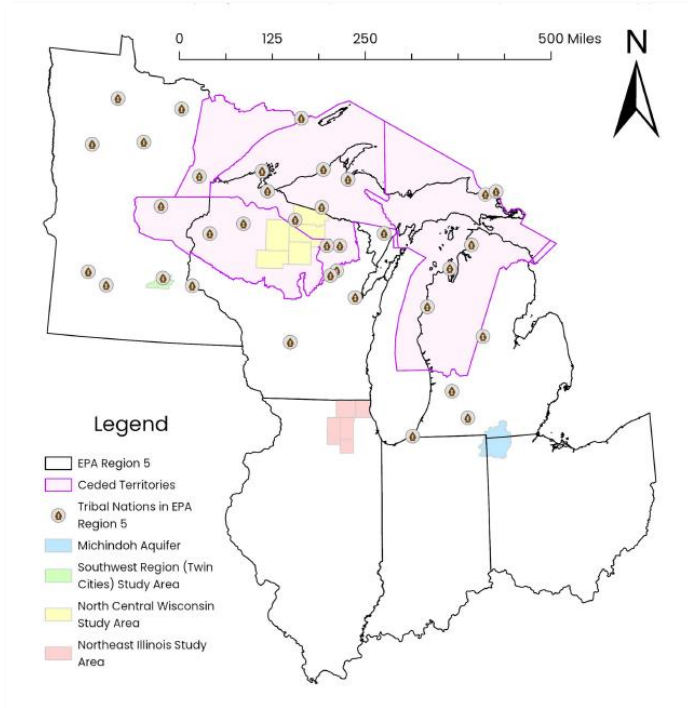 0 125 250 500 Miles
N
Legend
EPA Region 5
Ceded Territories
Tribal Nations in EPA
Region 5
Michindoh Aquifer
Southwest Region (Twin
Cities) Study Area
North Central Wisconsin
Study Area
Northeast Illinois Study
Area